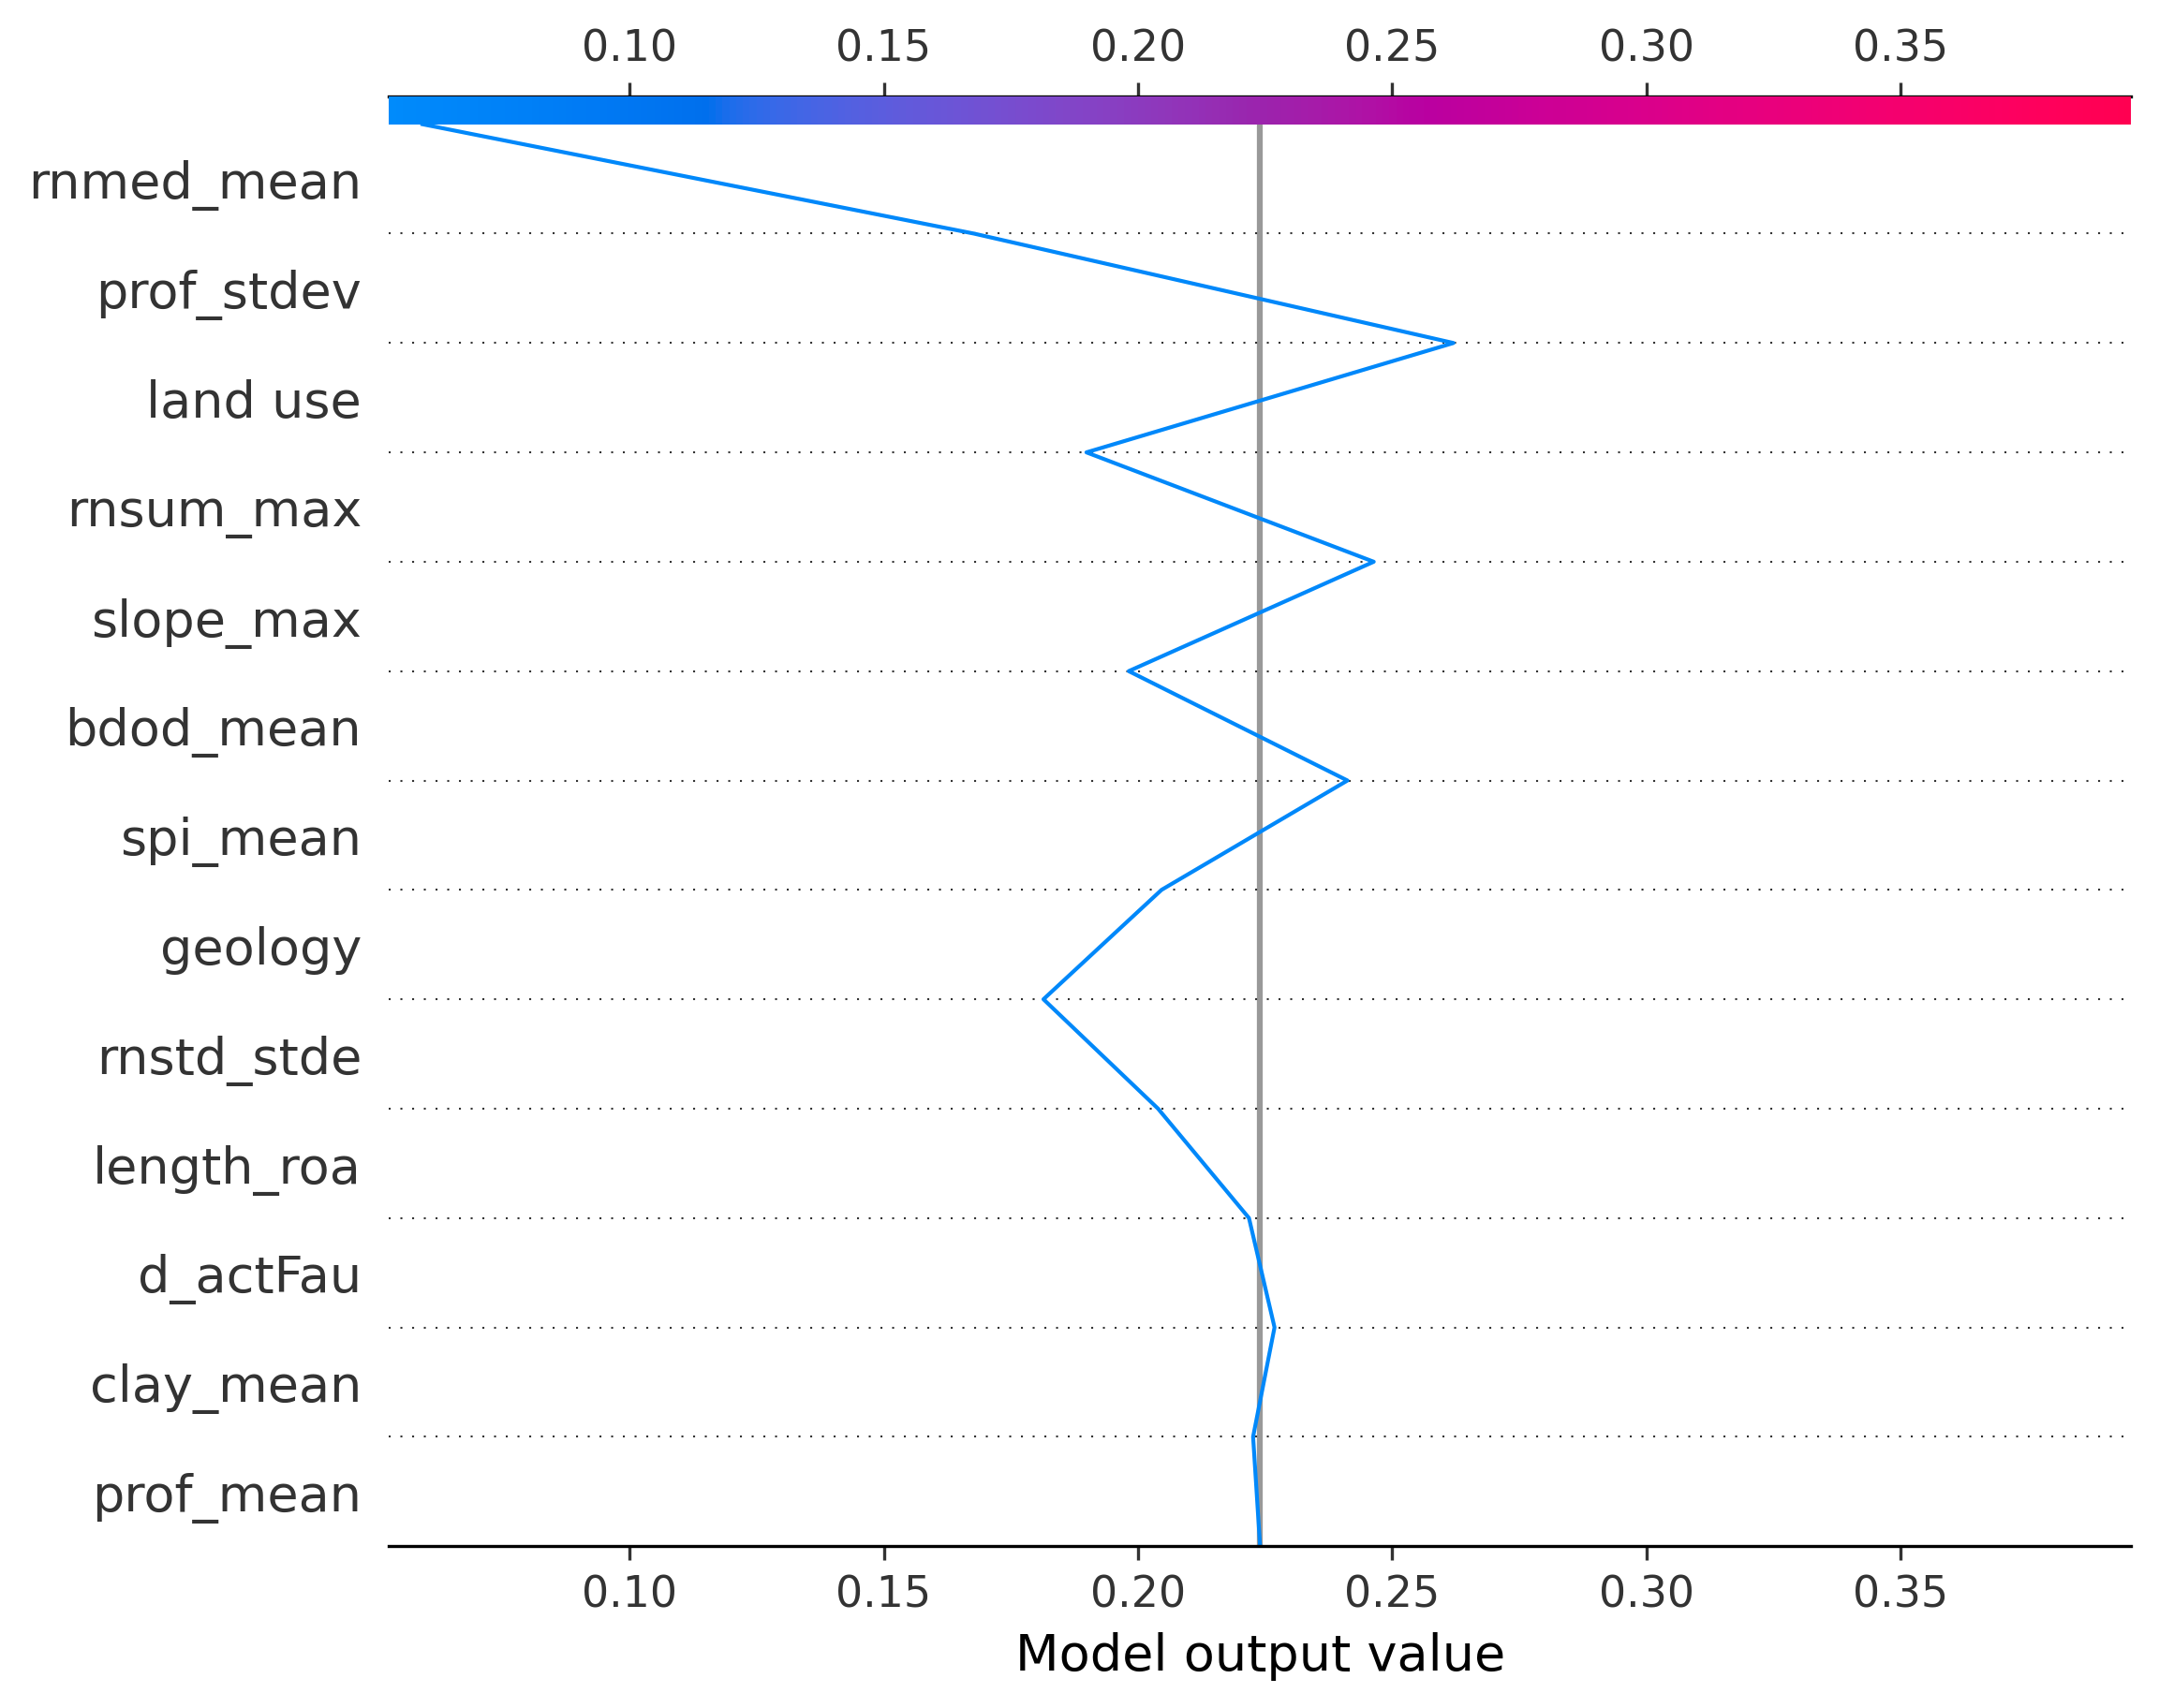 0.10 0.15 0.20 0.25 0.30 0.35
rnmed_mean
prof_stdev
land use
rnsum_max
slope_max
bdod_mean
spi_mean
geology
rnstd_stde
length_roa
d_actFau
clay_mean
prof_mean
0.10 0.15 0.20 0.25 0.30 0.35
Model output value